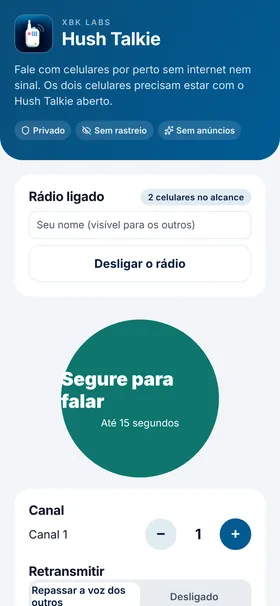 XBK LABS
Hush Talkie
Fale com celulares por perto sem internet nem
sinal. Os dois celulares precisam estar com o
Hush Talkie aberto.
Privado
Sem rastreio
Sem anúncios
Rádio ligado
2 celulares no alcance
Seu nome (visível para os outros)
Desligar o rádio
Segure para
falar
Até 15 segundos
Canal
Canal 1
− 1 +
Retransmitir
Repassar a voz dos
outros
Desligado